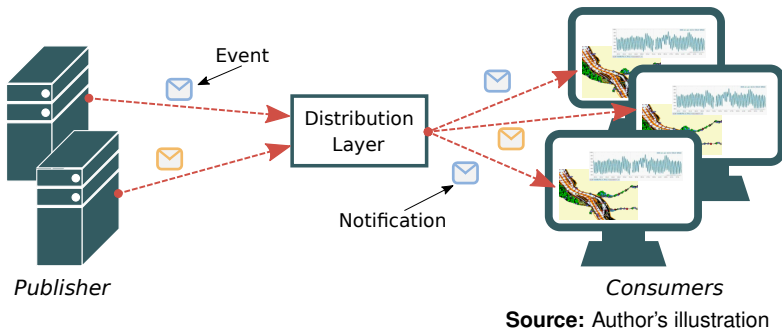 Event
Distribution
Layer
Notification
Publisher
Consumers
Source: Author's illustration